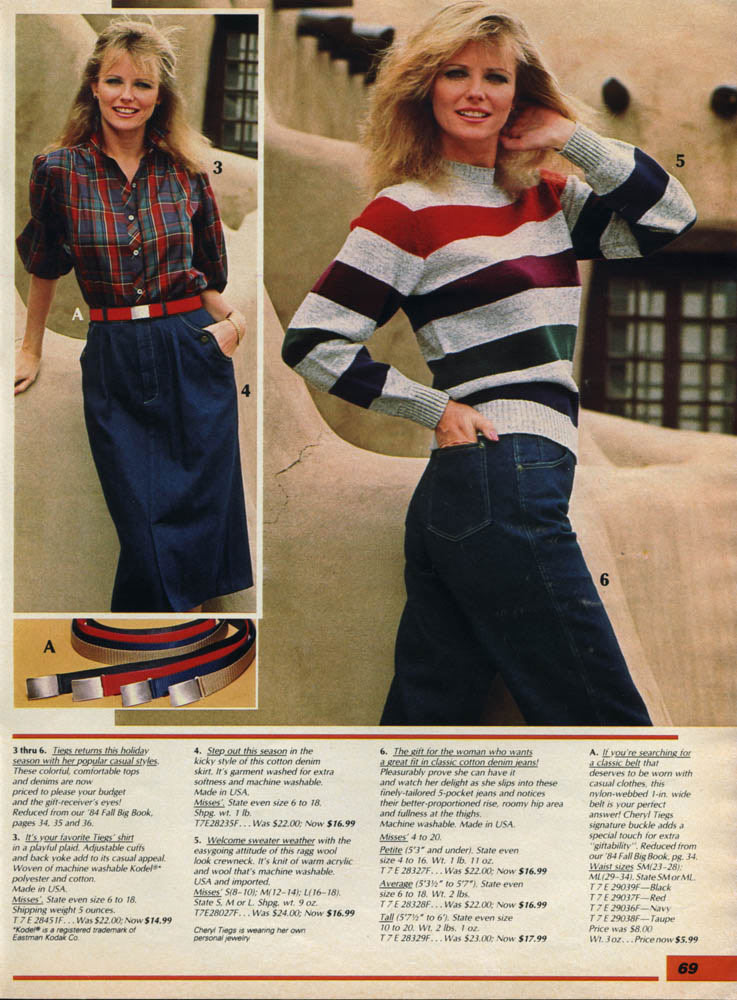 3
5
A
4
6
A
3 thru 6. Tiegs returns this holiday
season with her popular casual styles.
These colorful, comfortable tops
and denims are now
priced to please your budget
and the gift-receiver's eyes!
Reduced from our '84 Fall Big Book,
pages 34, 35 and 36.
3. It's your favorite Tiegs' shirt
in a playful plaid. Adjustable cuffs
and back yoke add to its casual appeal.
Woven of machine washable Kodel®*
polyester and cotton.
Made in USA.
Misses'. State even size 6 to 18.
Shipping weight 5 ounces.
T 7 E 28451F...Was $22.00; Now $14.99
*Kodel® is a registered trademark of
Eastman Kodak Co.
4. Step out this season in the
kicky style of this cotton denim
skirt. It's garment washed for extra
softness and machine washable.
Made in USA.
Misses'. State even size 6 to 18.
Shpg. wt. 1 lb.
T7E28235F...Was $22.00; Now $16.99
5. Welcome sweater weather with the
easygoing attitude of this ragg wool
look crewneck. It's knit of warm acrylic
and wool that's machine washable.
USA and imported.
Misses' S(8-10); M(12-14); L(16-18).
State S, M or L. Shpg. wt. 9 oz.
T7E28027F...Was $24.00; Now $16.99
Cheryl Tiegs is wearing her own
personal jewelry
6. The gift for the woman who wants
a great fit in classic cotton denim jeans!
Pleasurably prove she can have it
and watch her delight as she slips into these
finely-tailored 5-pocket jeans and notices
their better-proportioned rise, roomy hip area
and fullness at the thighs.
Machine washable. Made in USA.
Misses' 4 to 20.
Petite (5'3" and under). State even
size 4 to 16. Wt. 1 lb. 11 oz.
T 7 E 28327F...Was $22.00; Now $16.99
Average (5'3½" to 5'7"). State even
size 6 to 18. Wt. 2 lbs.
T 7 E 28328F...Was $22.00; Now $16.99
Tall (5'7½" to 6'). State even size
10 to 20. Wt. 2 lbs. 1 oz.
T 7 E 28329F...Was $23.00; Now $17.99
A. If you're searching for
a classic belt that
deserves to be worn with
casual clothes, this
nylon-webbed 1-in. wide
belt is your perfect
answer! Cheryl Tiegs
signature buckle adds a
special touch for extra
"giftability". Reduced from
our '84 Fall Big Book, pg. 34.
Waist sizes SM(23-28);
ML(29-34). State SM or ML.
T 7 E 29039F—Black
T 7 E 29037F—Red
T 7 E 29036F—Navy
T 7 E 29038F—Taupe
Price was $8.00
Wt. 3 oz...Price now $5.99
69